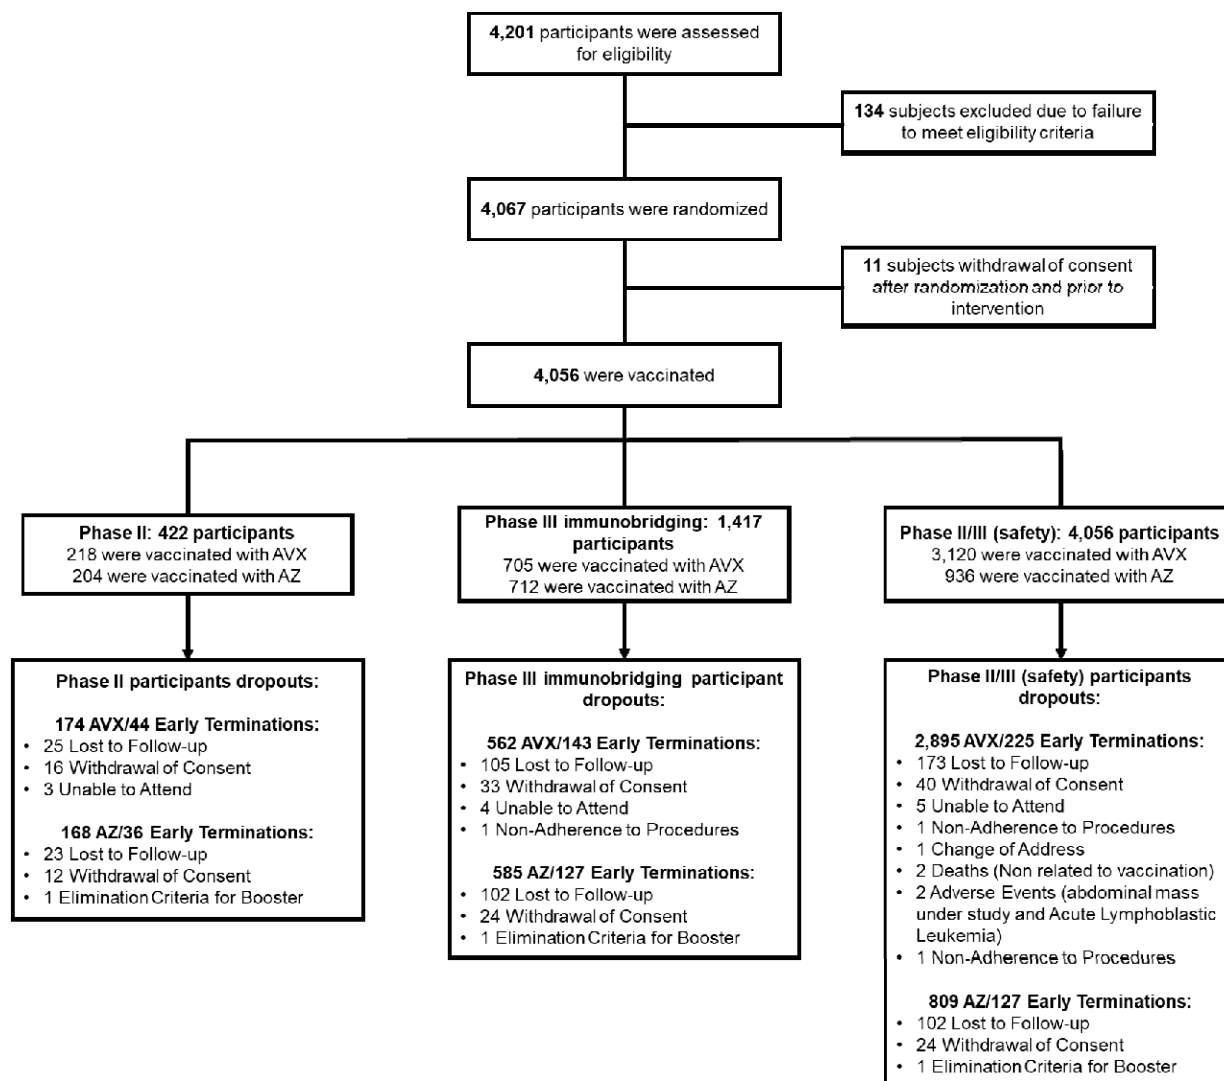 4,201 participants were assessed
for eligibility
134 subjects excluded due to failure
to meet eligibility criteria
4,067 participants were randomized
11 subjects withdrawal of consent
after randomization and prior to
intervention
4,056 were vaccinated
Phase II: 422 participants
218 were vaccinated with AVX
204 were vaccinated with AZ
Phase III immunobridging: 1,417
participants
705 were vaccinated with AVX
712 were vaccinated with AZ
Phase II/III (safety): 4,056 participants
3,120 were vaccinated with AVX
936 were vaccinated with AZ
Phase II participants dropouts:
174 AVX/44 Early Terminations:
• 25 Lost to Follow-up
• 16 Withdrawal of Consent
• 3 Unable to Attend
168 AZ/36 Early Terminations:
• 23 Lost to Follow-up
• 12 Withdrawal of Consent
• 1 Elimination Criteria for Booster
Phase III immunobridging participant
dropouts:
562 AVX/143 Early Terminations:
• 105 Lost to Follow-up
• 33 Withdrawal of Consent
• 4 Unable to Attend
• 1 Non-Adherence to Procedures
585 AZ/127 Early Terminations:
• 102 Lost to Follow-up
• 24 Withdrawal of Consent
• 1 Elimination Criteria for Booster
Phase II/III (safety) participants
dropouts:
2,895 AVX/225 Early Terminations:
• 173 Lost to Follow-up
• 40 Withdrawal of Consent
• 5 Unable to Attend
• 1 Non-Adherence to Procedures
• 1 Change of Address
• 2 Deaths (Non related to vaccination)
• 2 Adverse Events (abdominal mass
under study and Acute Lymphoblastic
Leukemia)
• 1 Non-Adherence to Procedures
809 AZ/127 Early Terminations:
• 102 Lost to Follow-up
• 24 Withdrawal of Consent
• 1 Elimination Criteria for Booster